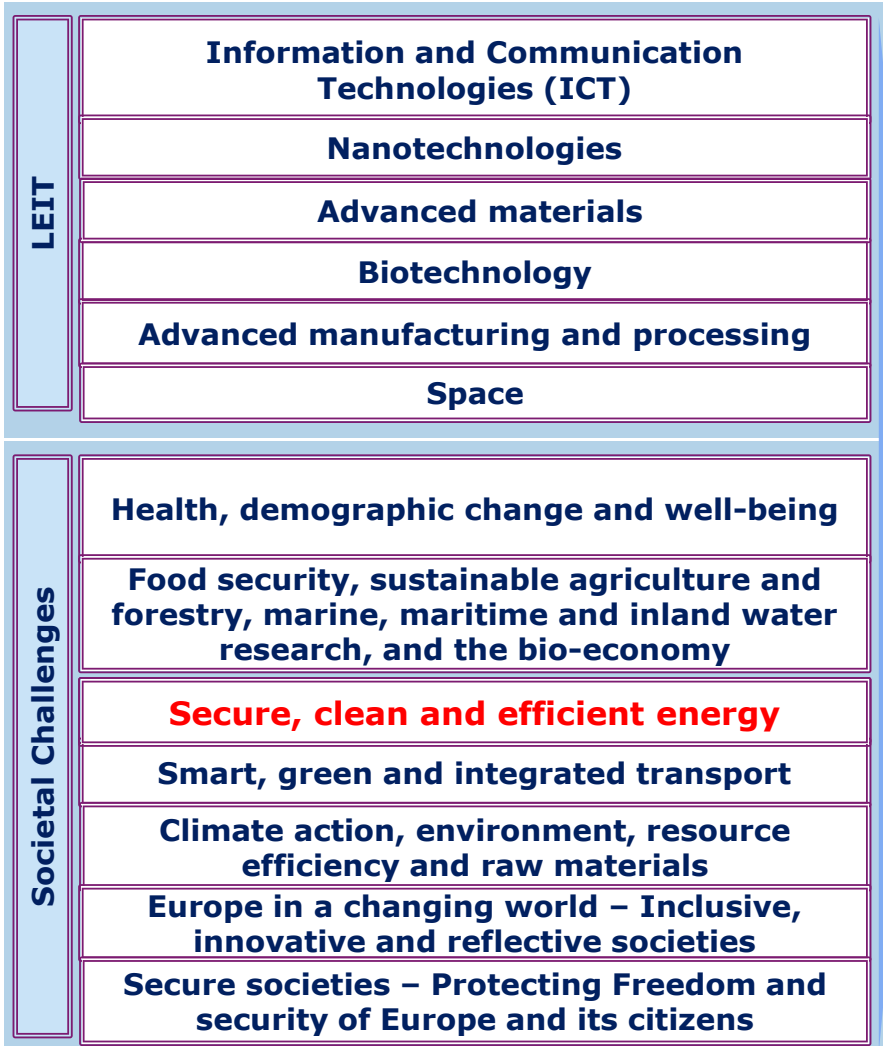 LEIT
Information and Communication
Technologies (ICT)
Nanotechnologies
Advanced materials
Biotechnology
Advanced manufacturing and processing
Space
Societal Challenges
Health, demographic change and well-being
Food security, sustainable agriculture and
forestry, marine, maritime and inland water
research, and the bio-economy
Secure, clean and efficient energy
Smart, green and integrated transport
Climate action, environment, resource
efficiency and raw materials
Europe in a changing world – Inclusive,
innovative and reflective societies
Secure societies – Protecting Freedom and
security of Europe and its citizens